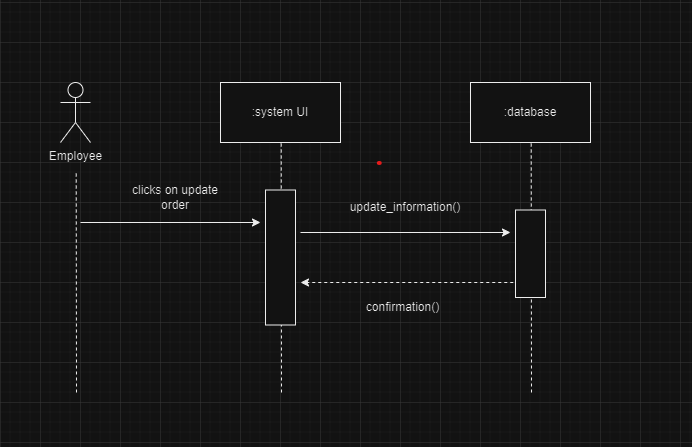 :system UI
:database
Employee
clicks on update
order
update_information()
confirmation()